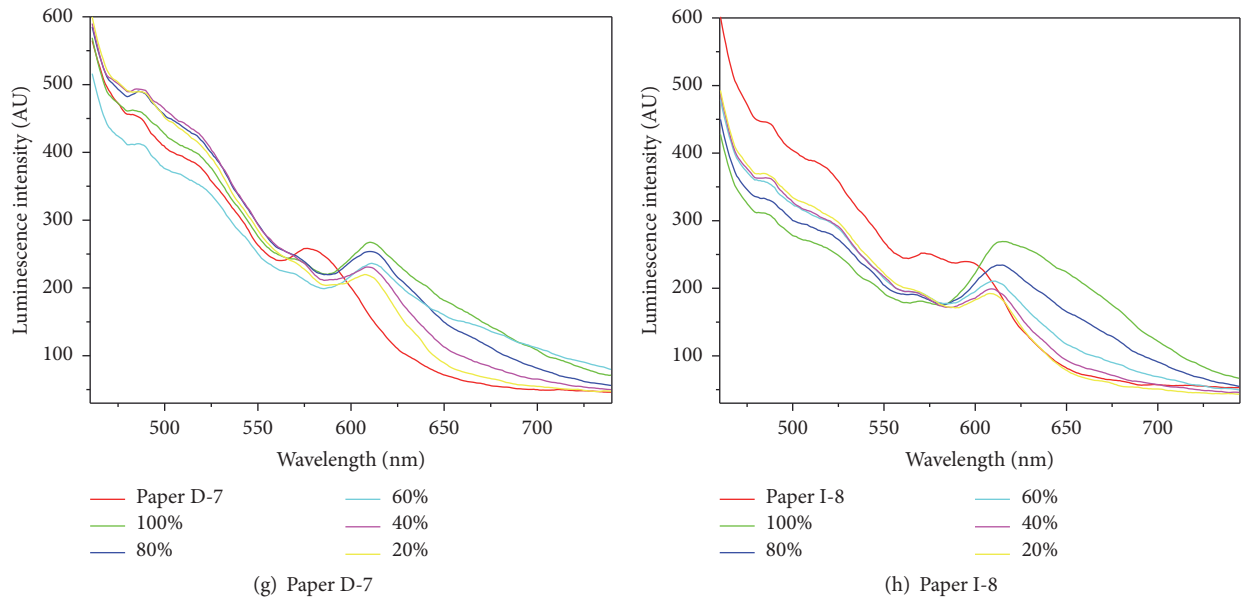 600
500
400
300
200
100
Luminescence intensity (AU)
500 550 600 650 700
Wavelength (nm)
Paper D-7
100%
80%
60%
40%
20%
(g) Paper D-7
600
500
400
300
200
100
Luminescence intensity (AU)
500 550 600 650 700
Wavelength (nm)
Paper I-8
100%
80%
60%
40%
20%
(h) Paper I-8